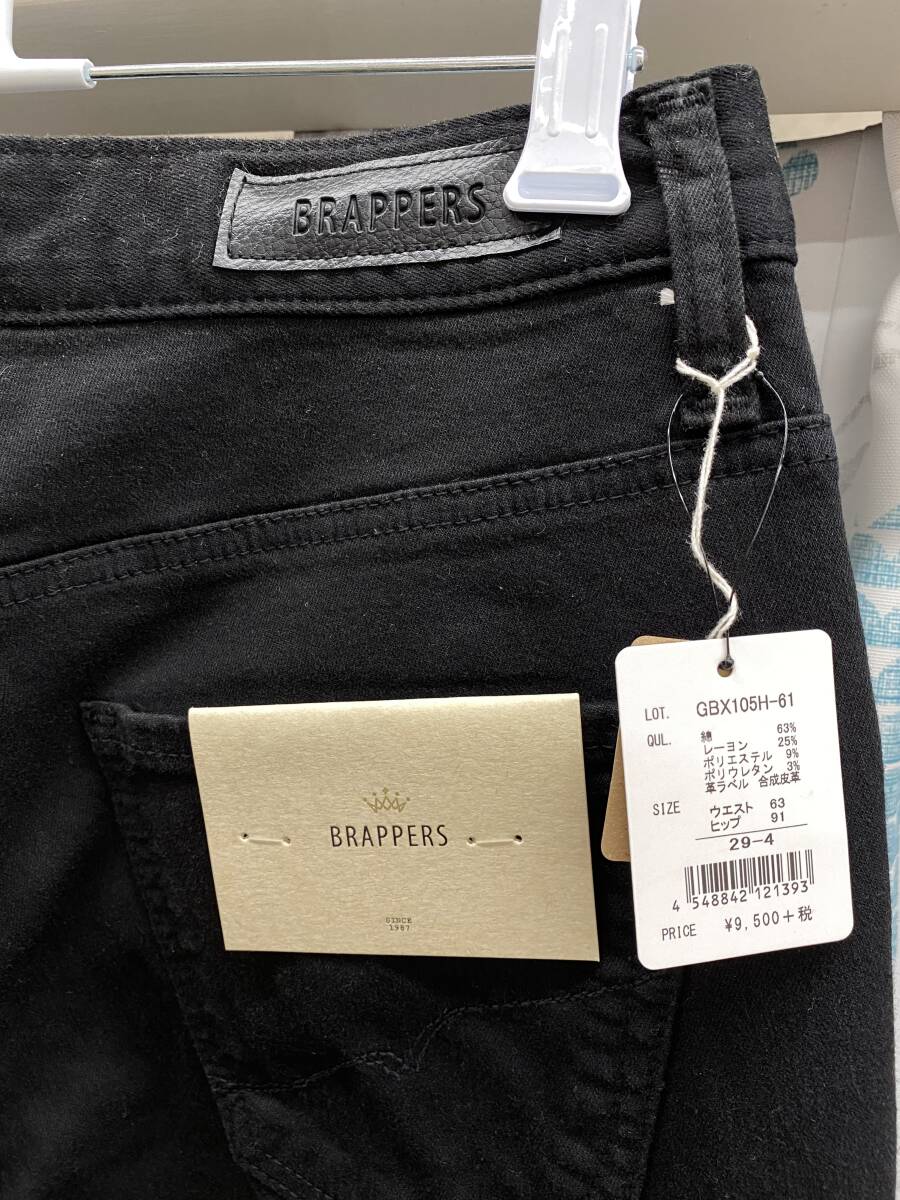 BRAPPERS
BRAPPERS
SINCE
1987
LOT. GBX105H-61
QUL. 綿 63%
レーヨン 25%
ポリエステル 9%
ポリウレタン 3%
革ラベル 合成皮革
SIZE ウエスト 63
ヒップ 91
29-4
4 548842 121393
PRICE ¥9,500+税